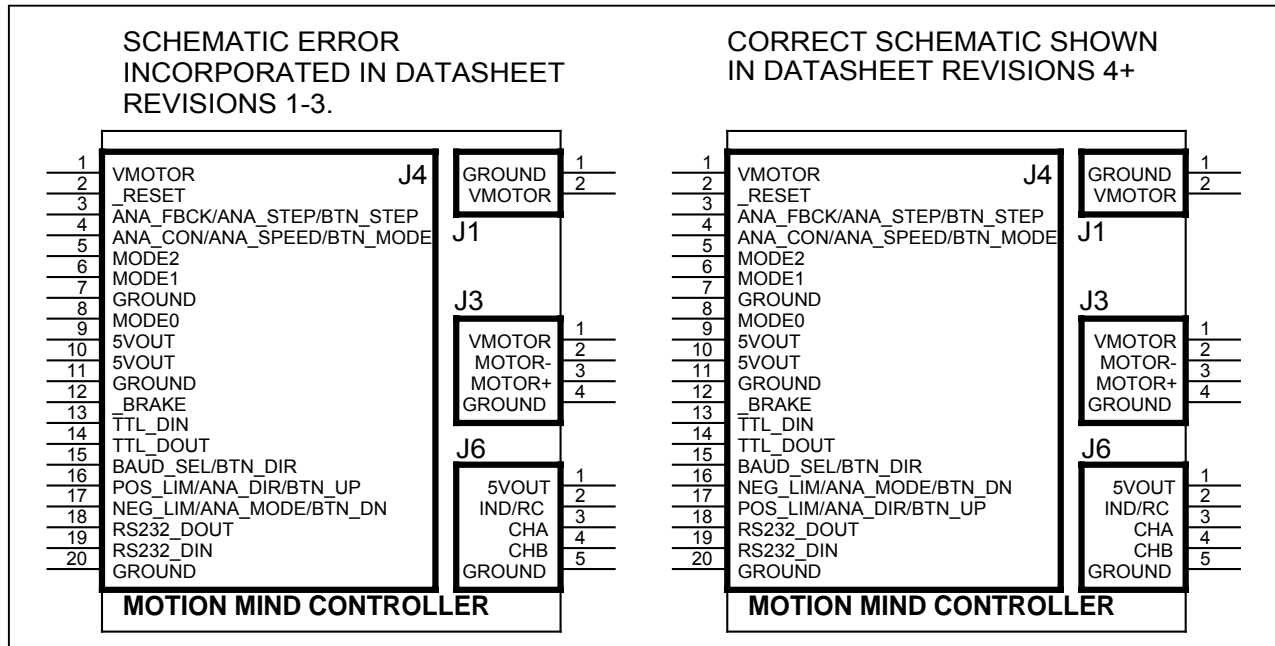 SCHEMATIC ERROR
INCORPORATED IN DATASHEET
REVISIONS 1-3.
1 VMOTOR
2 _RESET
3 ANA_FBCK/ANA_STEP/BTN_STEP
4 ANA_CON/ANA_SPEED/BTN_MODE
5 MODE2
6 MODE1
7 GROUND
8 MODE0
9 5VOUT
10 5VOUT
11 GROUND
12 _BRAKE
13 TTL_DIN
14 TTL_DOUT
15 BAUD_SEL/BTN_DIR
16 POS_LIM/ANA_DIR/BTN_UP
17 NEG_LIM/ANA_MODE/BTN_DN
18 RS232_DOUT
19 RS232_DIN
20 GROUND
J4
GROUND 1
VMOTOR 2
J1
J3
VMOTOR 1
MOTOR- 2
MOTOR+ 3
GROUND 4
J6
5VOUT 1
IND/RC 2
CHA 3
CHB 4
GROUND 5
MOTION MIND CONTROLLER
CORRECT SCHEMATIC SHOWN
IN DATASHEET REVISIONS 4+
1 VMOTOR
2 _RESET
3 ANA_FBCK/ANA_STEP/BTN_STEP
4 ANA_CON/ANA_SPEED/BTN_MODE
5 MODE2
6 MODE1
7 GROUND
8 MODE0
9 5VOUT
10 5VOUT
11 GROUND
12 _BRAKE
13 TTL_DIN
14 TTL_DOUT
15 BAUD_SEL/BTN_DIR
16 NEG_LIM/ANA_MODE/BTN_DN
17 POS_LIM/ANA_DIR/BTN_UP
18 RS232_DOUT
19 RS232_DIN
20 GROUND
J4
GROUND 1
VMOTOR 2
J1
J3
VMOTOR 1
MOTOR- 2
MOTOR+ 3
GROUND 4
J6
5VOUT 1
IND/RC 2
CHA 3
CHB 4
GROUND 5
MOTION MIND CONTROLLER